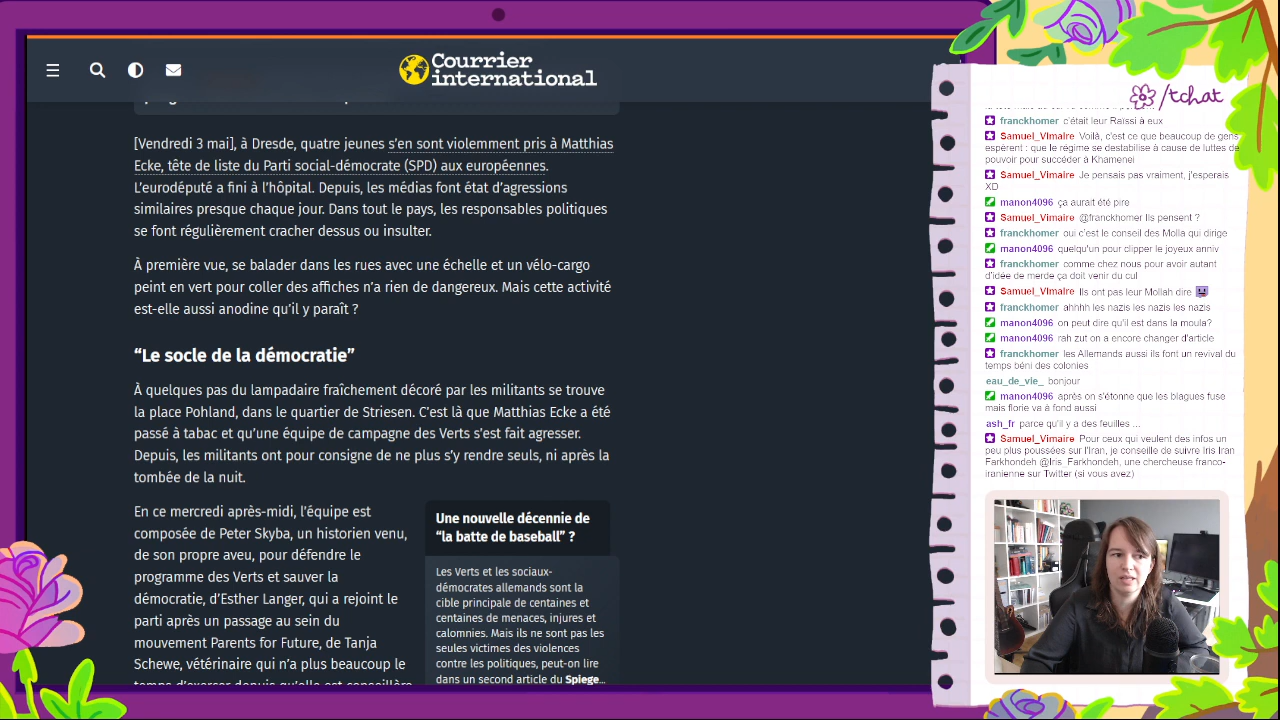 Courrier
international
[Vendredi 3 mai], à Dresde, quatre jeunes s'en sont violemment pris à Matthias
Ecke, tête de liste du Parti social-démocrate (SPD) aux européennes.
L'eurodéputé a fini à l'hôpital. Depuis, les médias font état d'agressions
similaires presque chaque jour. Dans tout le pays, les responsables politiques
se font régulièrement cracher dessus ou insulter.
À première vue, se balader dans les rues avec une échelle et un vélo-cargo
peint en vert pour coller des affiches n'a rien de dangereux. Mais cette activité
est-elle aussi anodine qu'il y paraît ?
“Le socle de la démocratie”
À quelques pas du lampadaire fraîchement décoré par les militants se trouve
la place Pohland, dans le quartier de Striesen. C'est là que Matthias Ecke a été
passé à tabac et qu'une équipe de campagne des Verts s'est fait agresser.
Depuis, les militants ont pour consigne de ne plus s'y rendre seuls, ni après la
tombée de la nuit.
En ce mercredi après-midi, l'équipe est
composée de Peter Skyba, un historien venu,
de son propre aveu, pour défendre le
programme des Verts et sauver la
démocratie, d'Esther Langer, qui a rejoint le
parti après un passage au sein du
mouvement Parents for Future, de Tanja
Schewe, vétérinaire qui n'a plus beaucoup le
temps d'exercer depuis qu'elle est conseillère
Une nouvelle décennie de
“la batte de baseball” ?
Les Verts et les sociaux-
démocrates allemands sont la
cible principale de centaines et
centaines de menaces, injures et
calomnies. Mais ils ne sont pas les
seules victimes des violences
contre les politiques, peut-on lire
dans un second article du Spiege...
/tchat
franckhomer c'était leur Raïssi à eux
Samuel_Vimaire Voilà, c'est ce que beaucoup de gens
espèrent : que le régime se destabilise à cause de luttes de
pouvoir pour succéder à Khamenei
Samuel_Vimaire Je pensais pas vraiment, j'esperais
XD
manon4096 ça aurait été pire
Samuel_Vimaire @franckhomer Ils pensent ?
franckhomer oui c'est le conseil des Molla qui dirige
manon4096 quelqu'un pour clipper le joyeux anniv
franckhomer comme chez nous pour avoir autant
d'idée de merde ça doit venir du cul
Samuel_Vimaire Ils ont pas leur Mollah dire
franckhomer ahhhh les nazis les nazis les nazis
manon4096 on peut dire qu'il est dans la moula?
manon4096 rah zut on a encore changer d'article
franckhomer les Allemands aussi ils font un revival du
temps béni des colonies
eau_de_vie_ bonjour
manon4096 après on s'étonne que les blagues fuse
mais florie va à fond aussi
ash_fr parce qu'il y a des feuilles ...
Samuel_Vimaire Pour ceux qui veulent des infos un
peu plus poussées sur l'Iran, je conseille de suivre Iris Iran
Farkhondeh @Iris_Farkhondeh, une chercheuse franco-
iranienne sur Twitter (si vous avez)